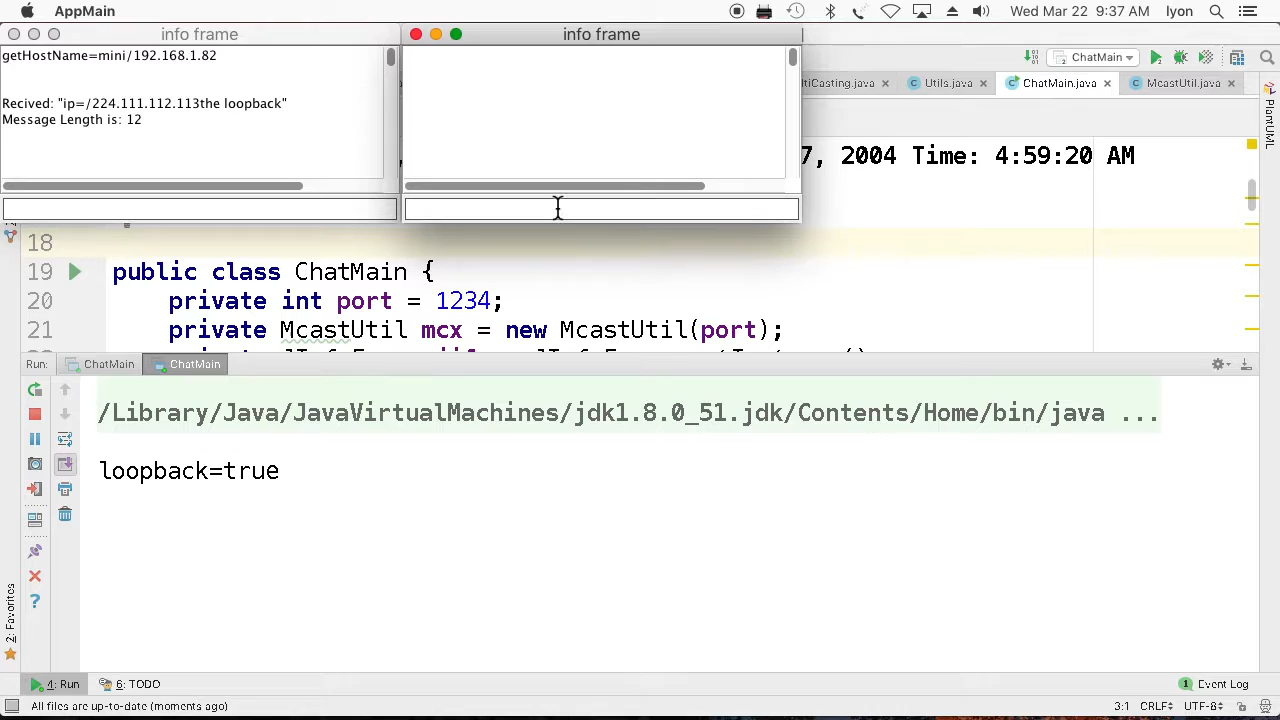 AppMain
Wed Mar 22 9:37 AM lyon
info frame
info frame
getHostName=mini/192.168.1.82
Recived: "ip=/224.111.112.113the loopback"
Message Length is: 12
ChatMain
tiCasting.java
Utils.java
ChatMain.java
McastUtil.java
PlantUML
7, 2004 Time: 4:59:20 AM
18
19 public class ChatMain {
20 private int port = 1234;
21 private McastUtil mcx = new McastUtil(port);
Run: ChatMain ChatMain
/Library/Java/JavaVirtualMachines/jdk1.8.0_51.jdk/Contents/Home/bin/java ...
loopback=true
2: Favorites
4: Run 6: TODO
1 Event Log
All files are up-to-date (moments ago)
3:1 CRLF÷ UTF-8÷